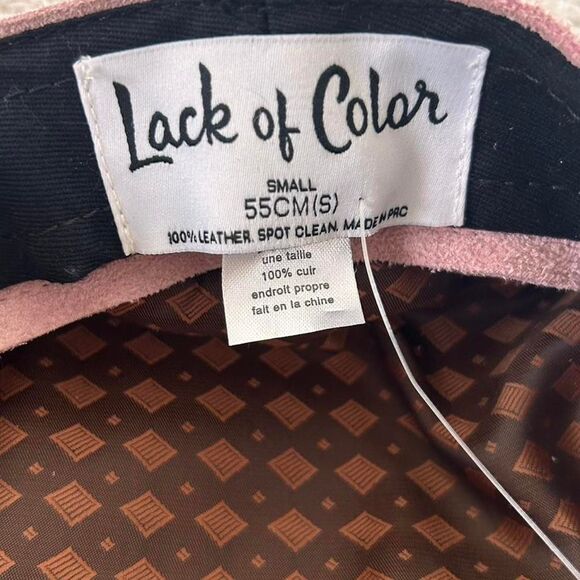 Lack of Color
SMALL
55CM(S)
100% LEATHER. SPOT CLEAN. MADE IN PRC
une taille
100% cuir
endroit propre
fait en la chine